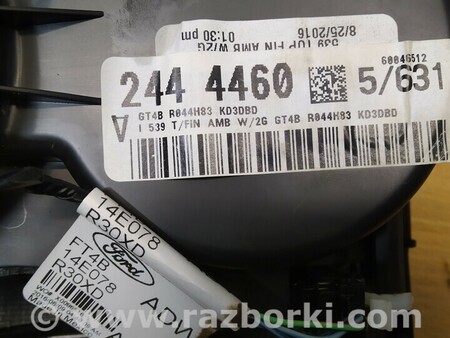 539 TOP FIN AMB W/2G
8/25/2016
01:30 pm
60046512
244 4460 5/631
A GT4B R044H83 KD3DBD
I 539 T/FIN AMB W/2G GT4B R044H83 KD3DBD
14E078
R30XD
Ford
FT4B
14E078
R30XD
www.razborki.com